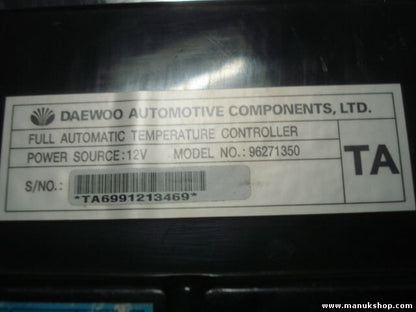 DAEWOO AUTOMOTIVE COMPONENTS, LTD.
FULL AUTOMATIC TEMPERATURE CONTROLLER
POWER SOURCE:12V MODEL NO.:96271350
TA
S/NO.:
*TA6991213469*
www.manukshop.com